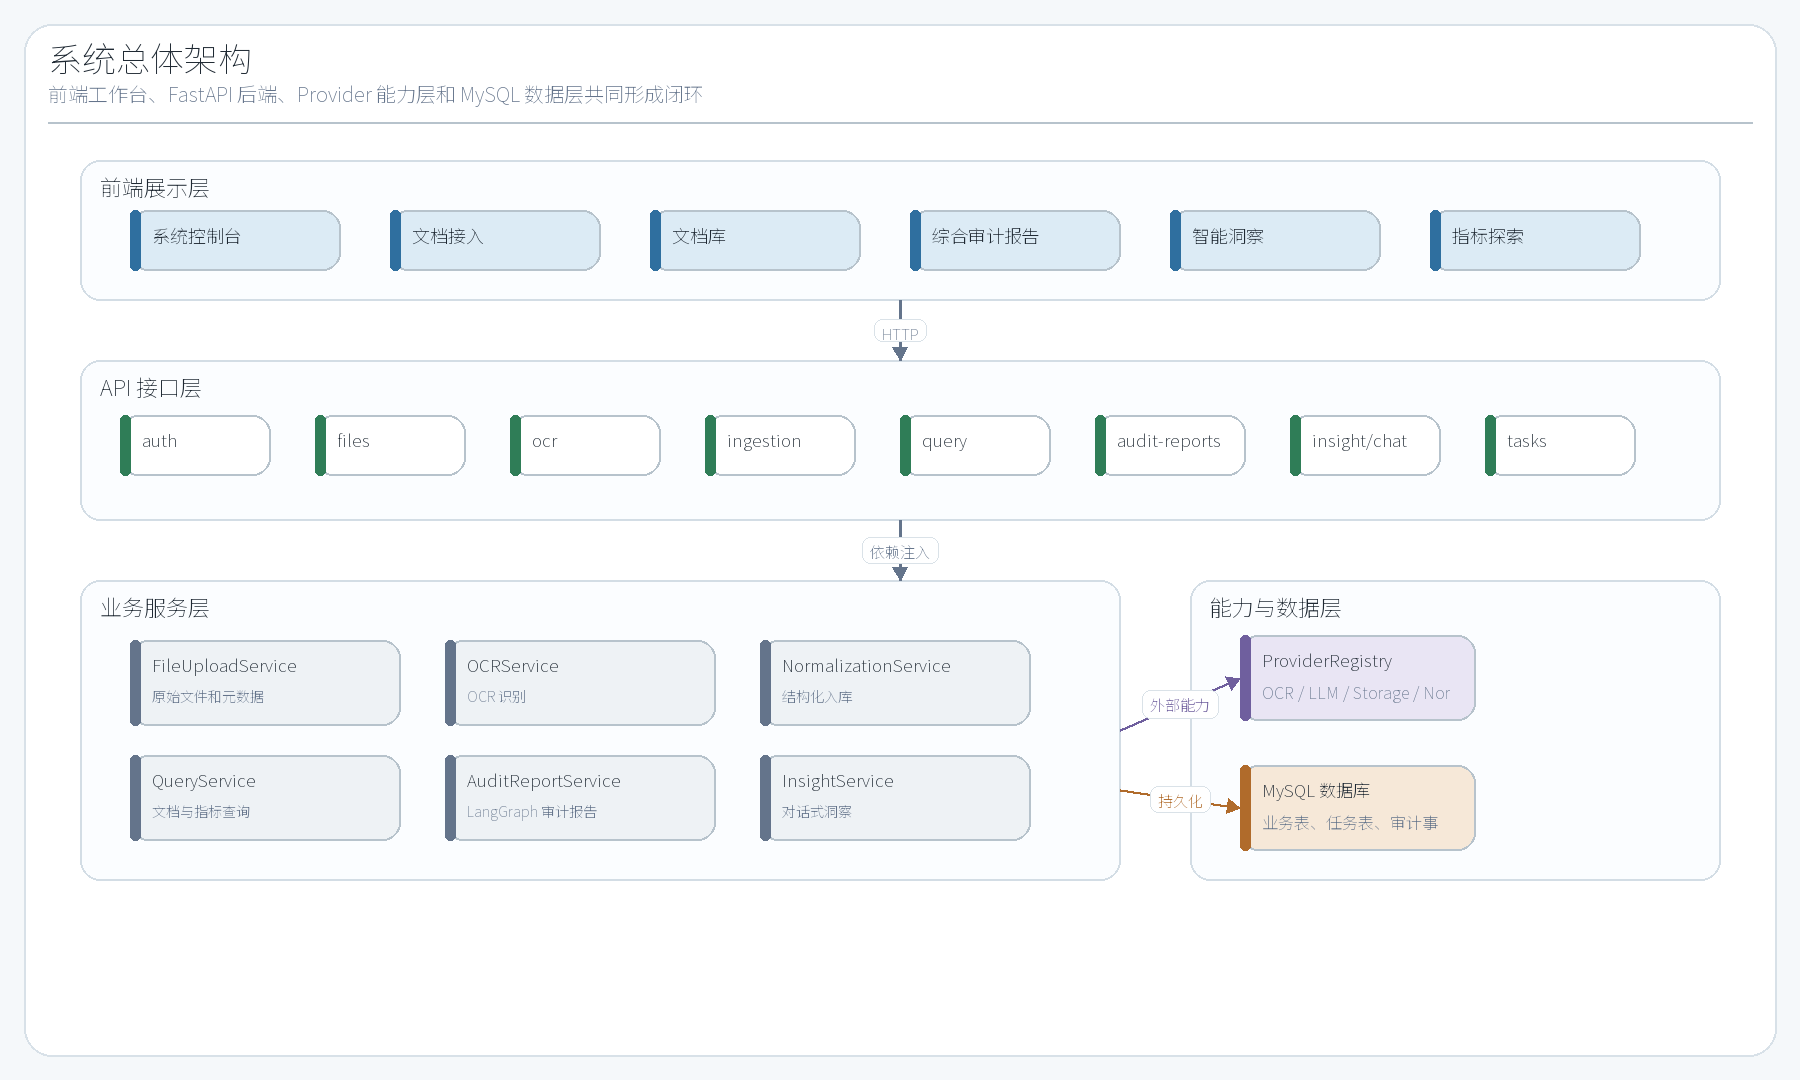 系统总体架构
前端工作台、FastAPI 后端、Provider 能力层和 MySQL 数据层共同形成闭环
前端展示层
系统控制台
文档接入
文档库
综合审计报告
智能洞察
指标探索
HTTP
API 接口层
auth
files
ocr
ingestion
query
audit-reports
insight/chat
tasks
依赖注入
业务服务层
FileUploadService
原始文件和元数据
OCRService
OCR 识别
NormalizationService
结构化入库
QueryService
文档与指标查询
AuditReportService
LangGraph 审计报告
InsightService
对话式洞察
外部能力
持久化
能力与数据层
ProviderRegistry
OCR / LLM / Storage / Nor
MySQL 数据库
业务表、任务表、审计事